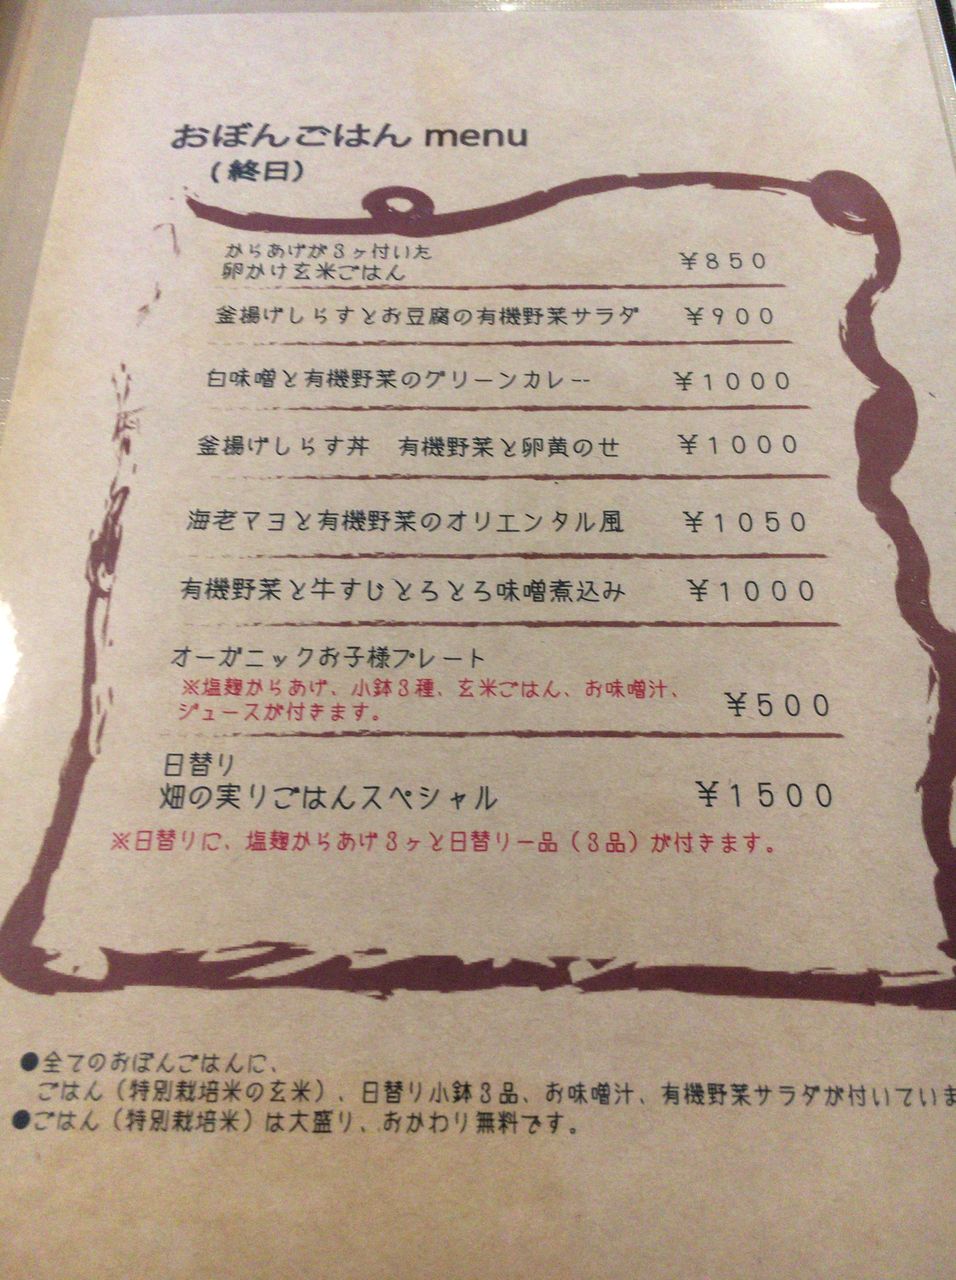 おぼんごはん menu
(終日)
からあげが3ヶ付いた
卵かけ玄米ごはん ¥850
釜揚げしらすとお豆腐の有機野菜サラダ ¥900
白味噌と有機野菜のグリーンカレー ¥1000
釜揚げしらす丼 有機野菜と卵黄のせ ¥1000
海老マヨと有機野菜のオリエンタル風 ¥1050
有機野菜と牛すじとろとろ味噌煮込み ¥1000
オーガニックお子様プレート
※塩麹からあげ、小鉢3種、玄米ごはん、お味噌汁、
ジュースが付きます。 ¥500
日替り
畑の実りごはんスペシャル ¥1500
※日替りに、塩麹からあげ3ヶと日替り一品(3品)が付きます。
●全てのおぼんごはんに、
ごはん(特別栽培米の玄米)、日替り小鉢3品、お味噌汁、有機野菜サラダが付いていま
●ごはん(特別栽培米)は大盛り、おかわり無料です。